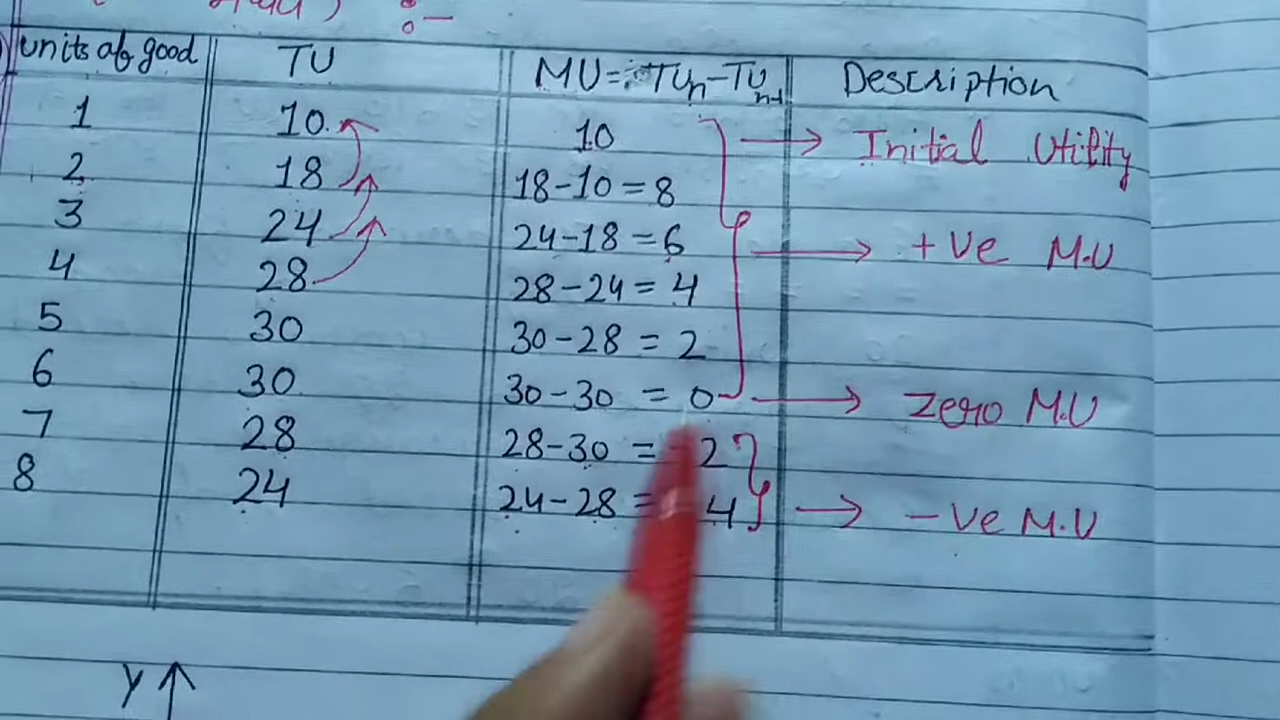 units of good TU MU = TUn-TUn-1 Description
1 10 10 Initial Utility
2 18 18-10=8
3 24 24-18=6 +ve M.U
4 28 28-24=4
5 30 30-28=2
6 30 30-30=0 Zero M.U
7 28 28-30= 2
8 24 24-28= 4 -ve M.U
Y